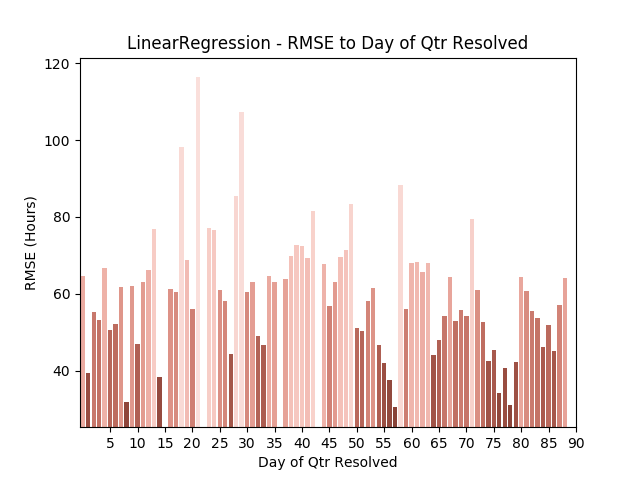 LinearRegression - RMSE to Day of Qtr Resolved
120
100
80
60
40
RMSE (Hours)
5 10 15 20 25 30 35 40 45 50 55 60 65 70 75 80 85 90
Day of Qtr Resolved